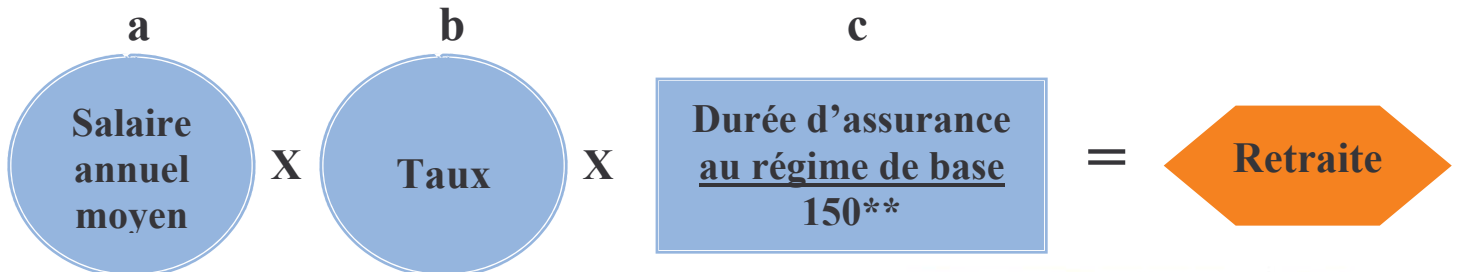 a
b
c
Salaire
annuel
moyen
X
Taux
X
Durée d’assurance
au régime de base
150**
=
Retraite